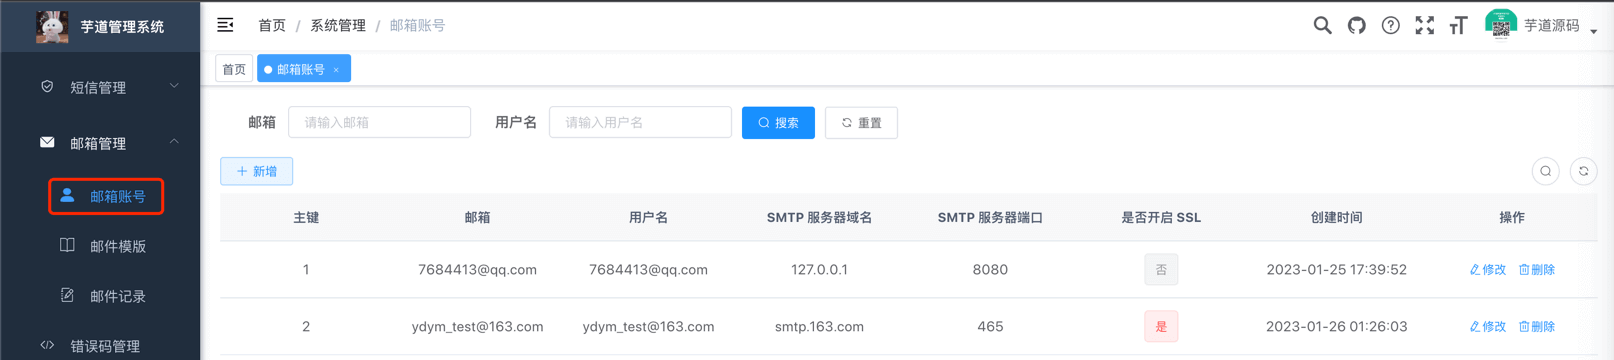 芋道管理系统
首页 / 系统管理 / 邮箱账号
芋道源码
首页
邮箱账号 ×
短信管理
邮箱管理
邮箱账号
邮件模版
邮件记录
错误码管理
邮箱 请输入邮箱 用户名 请输入用户名 搜索 重置
+ 新增
主键 邮箱 用户名 SMTP 服务器域名 SMTP 服务器端口 是否开启 SSL 创建时间 操作
1 7684413@qq.com 7684413@qq.com 127.0.0.1 8080 否 2023-01-25 17:39:52 修改 删除
2 ydym_test@163.com ydym_test@163.com smtp.163.com 465 是 2023-01-26 01:26:03 修改 删除